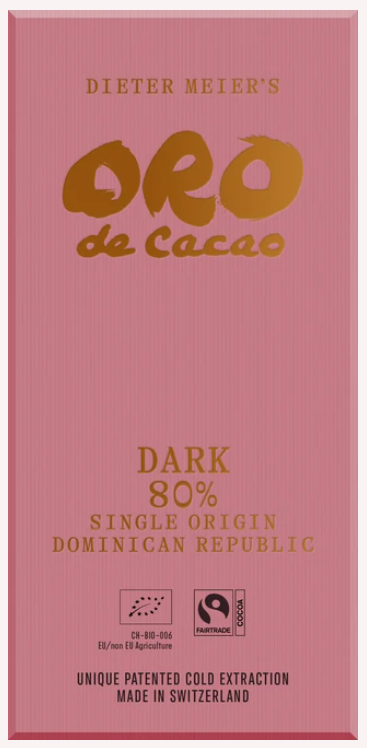 DIETER MEIER'S
ORO
de Cacao
DARK
80%
SINGLE ORIGIN
DOMINICAN REPUBLIC
CH-BIO-006
EU/non EU Agriculture
FAIRTRADE
COCOA
UNIQUE PATENTED COLD EXTRACTION
MADE IN SWITZERLAND